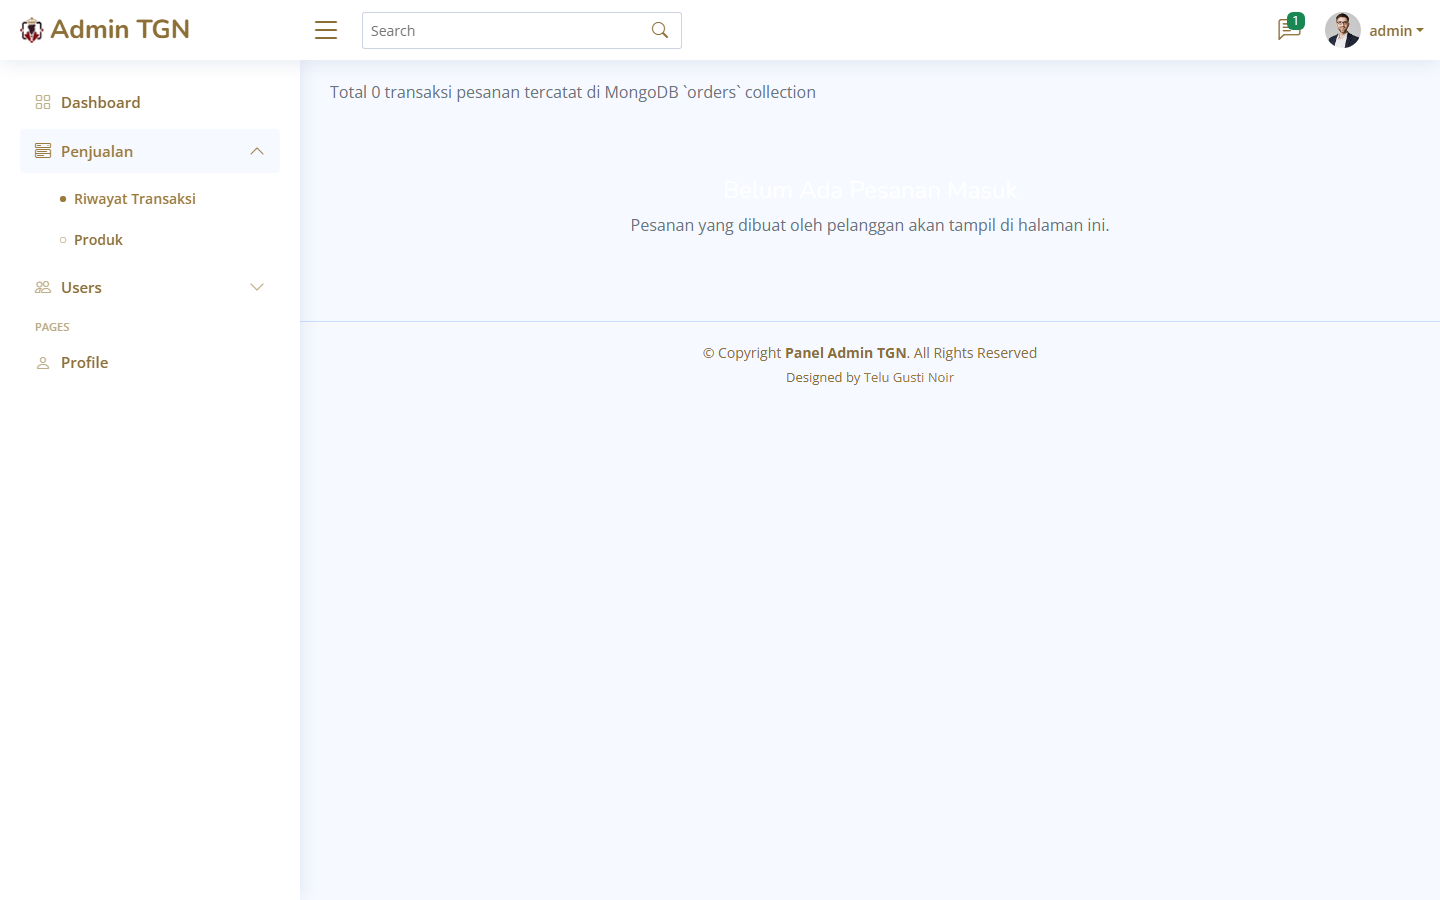 Admin TGN
Search
1
admin
Dashboard
Penjualan
Riwayat Transaksi
Produk
Users
PAGES
Profile
Total 0 transaksi pesanan tercatat di MongoDB `orders` collection
Belum Ada Pesanan Masuk
Pesanan yang dibuat oleh pelanggan akan tampil di halaman ini.
© Copyright Panel Admin TGN. All Rights Reserved
Designed by Telu Gusti Noir